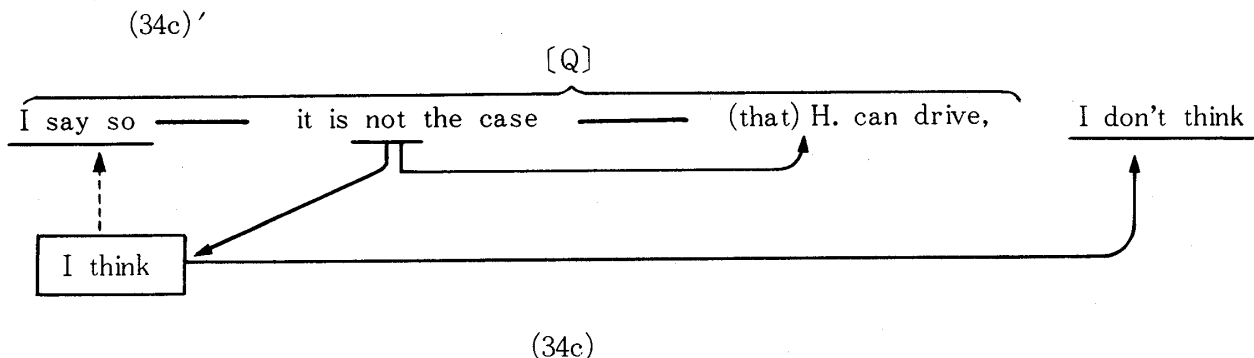 (34c)′
[Q]
I say so — it is not the case — (that) H. can drive, I don't think
I think
(34c)